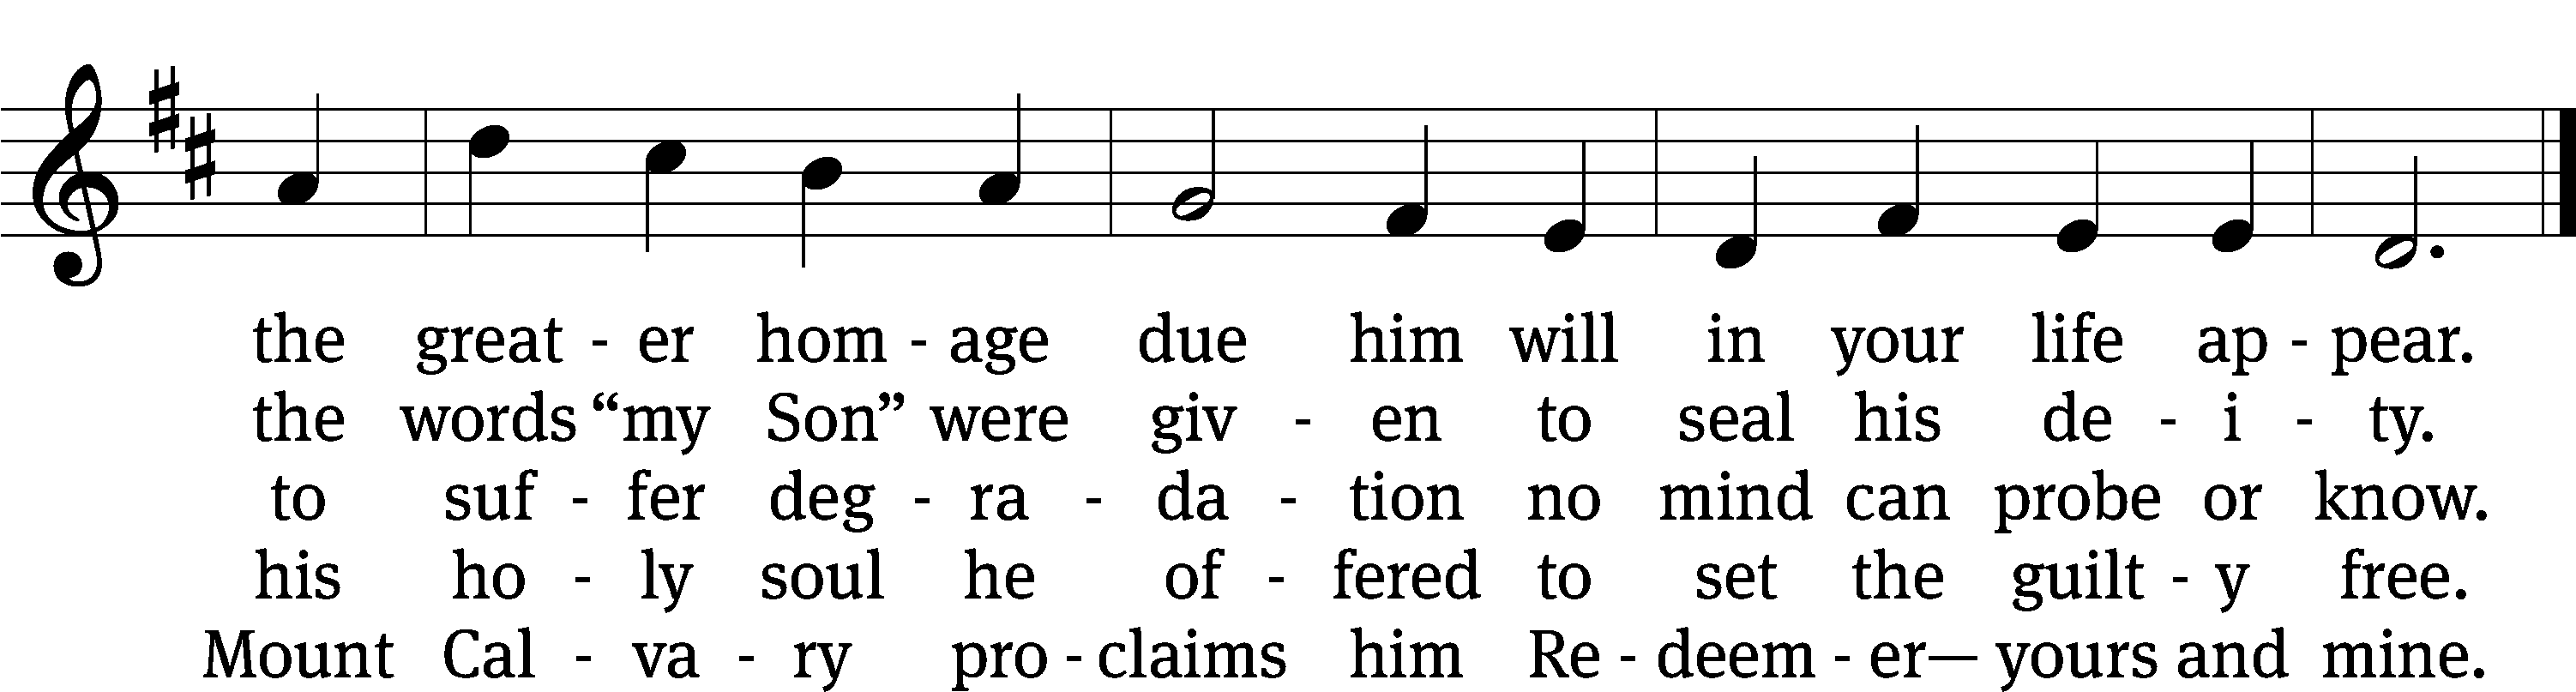 the great - er hom - age due him will in your life ap - pear.
the words “my Son” were giv - en to seal his de - i - ty.
to suf - fer deg - ra - da - tion no mind can probe or know.
his ho - ly soul he of - fered to set the guilt - y free.
Mount Cal - va - ry pro - claims him Re - deem - er— yours and mine.